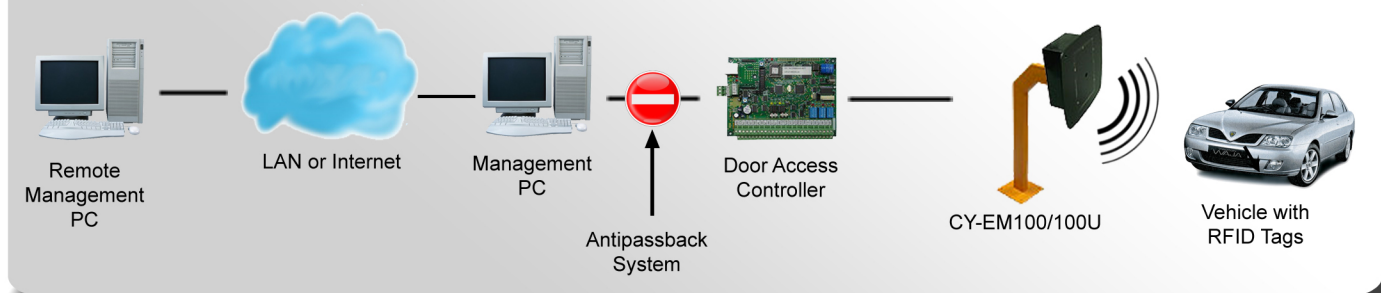 Remote
Management
PC
LAN or Internet
Management
PC
Antipassback
System
Door Access
Controller
CY-EM100/100U
WAJA
Vehicle with
RFID Tags